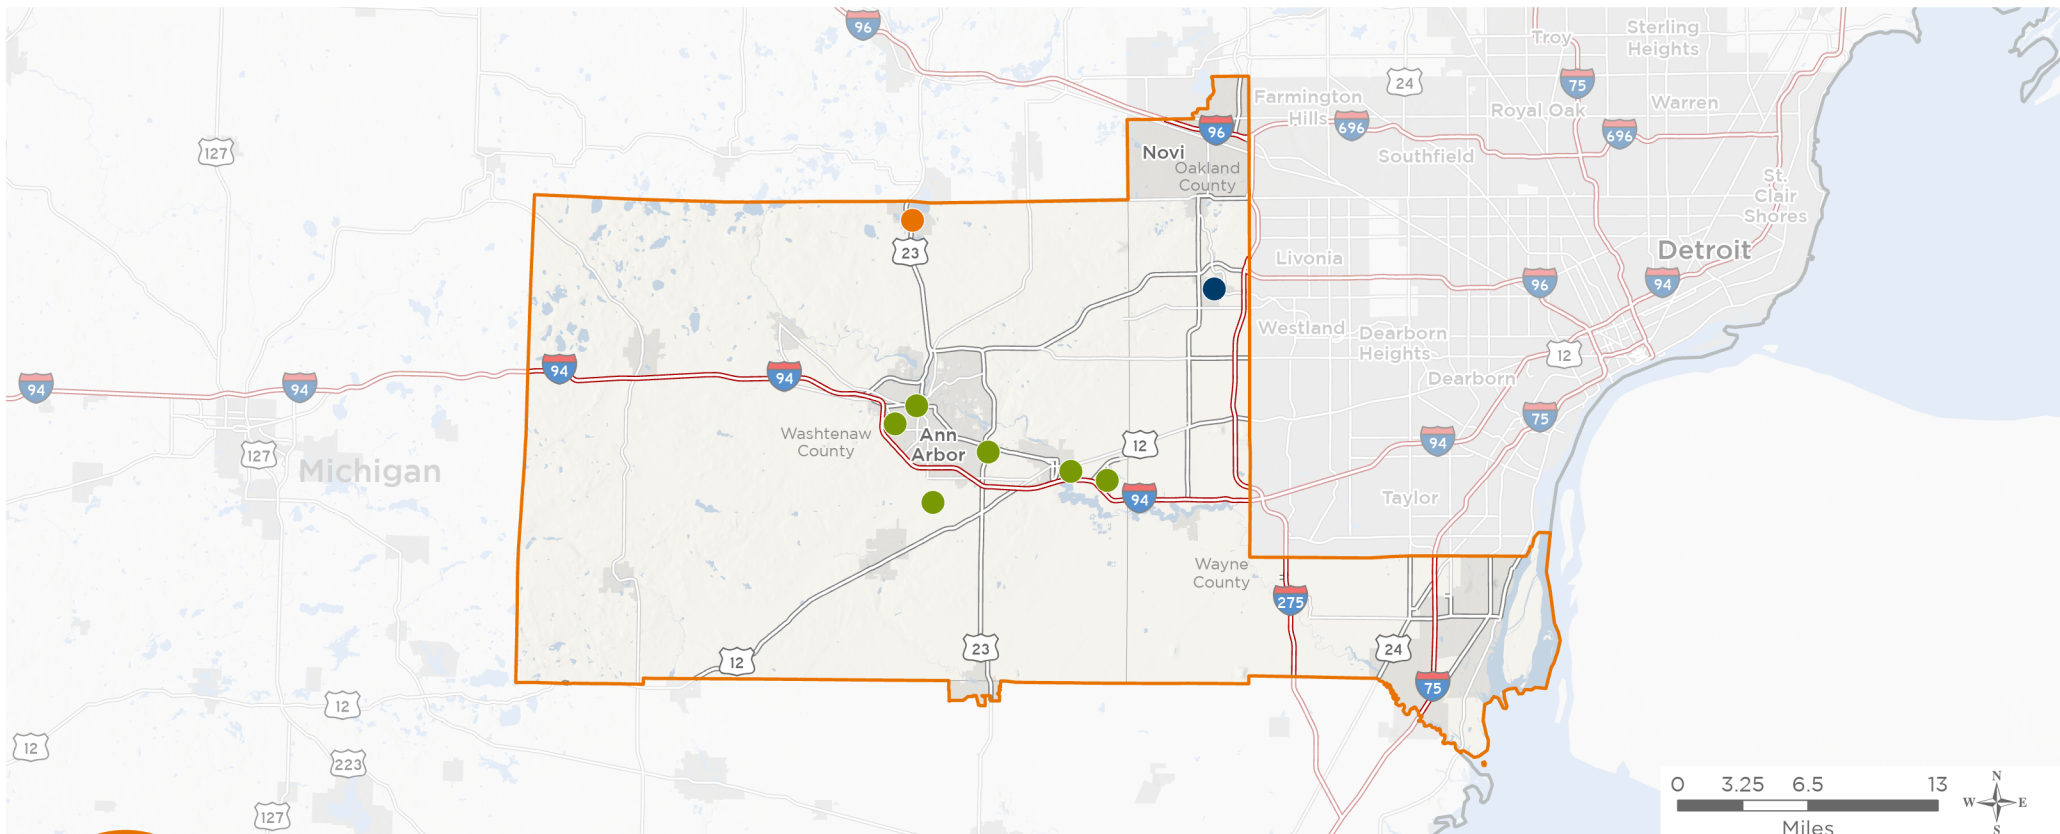 96
Troy
Sterling
Heights
75
24
Farmington
Hills
Royal Oak
Warren
696
696
96
127
Novi
Southfield
Oakland
County
St.
Clair
Shores
23
Livonia
Detroit
96
94
Westland
Dearborn
Heights
12
94
94
94
94
Dearborn
75
Washtenaw
County
Ann
Arbor
12
94
127
Michigan
94
Taylor
Wayne
County
275
23
24
12
75
12
12
223
127
0 3.25 6.5 13
Miles
N
W E
S